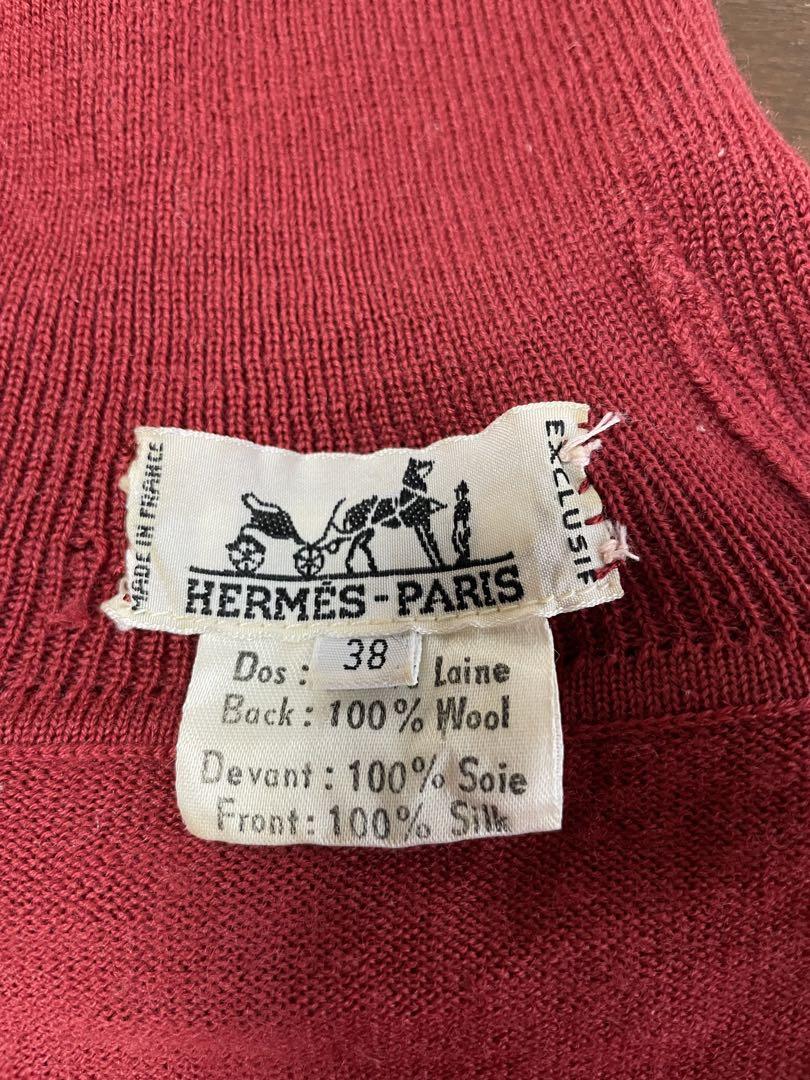 MADE IN FRANCE
EXCLUSIF
HERMÈS-PARIS
38
Dos : % Laine
Back : 100% Wool
Devant : 100% Soie
Front : 100% Silk